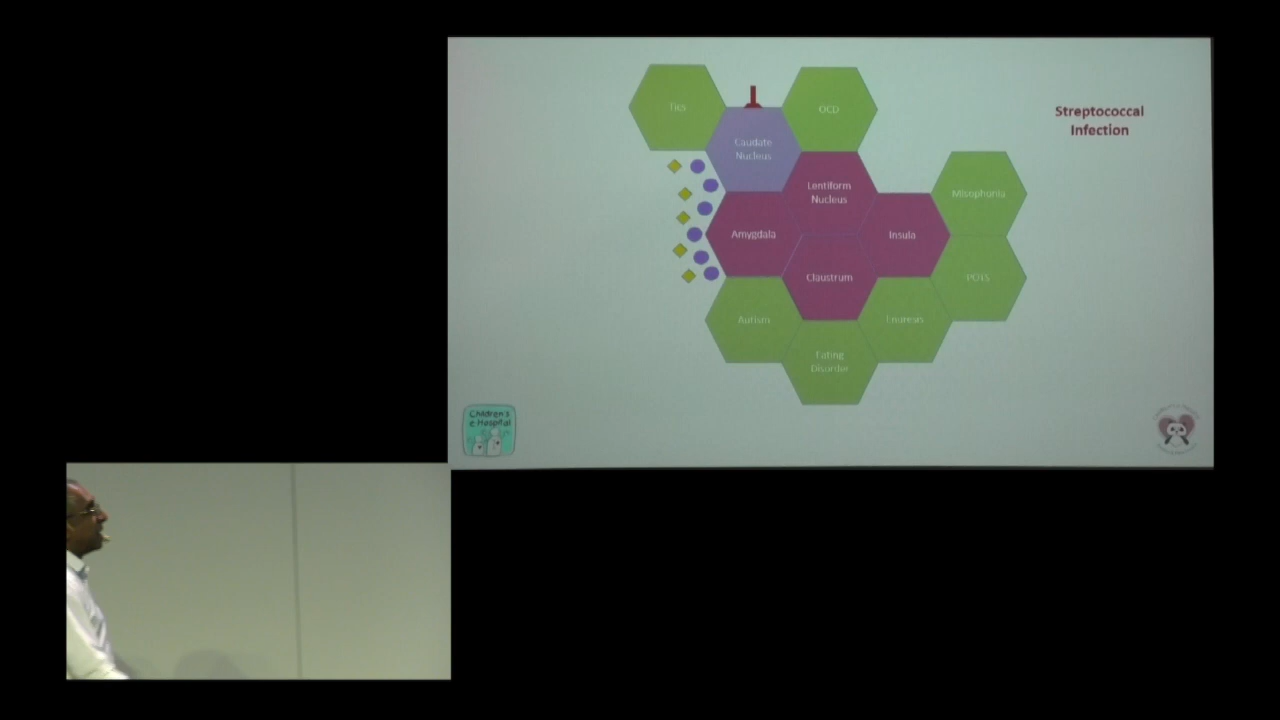 Tics
OCD
Streptococcal
Infection
Caudate
Nucleus
Lentiform
Nucleus
Misophonia
Amygdala
Insula
Claustrum
POTS
Autism
Enuresis
Eating
Disorder
Children's
e-Hospital